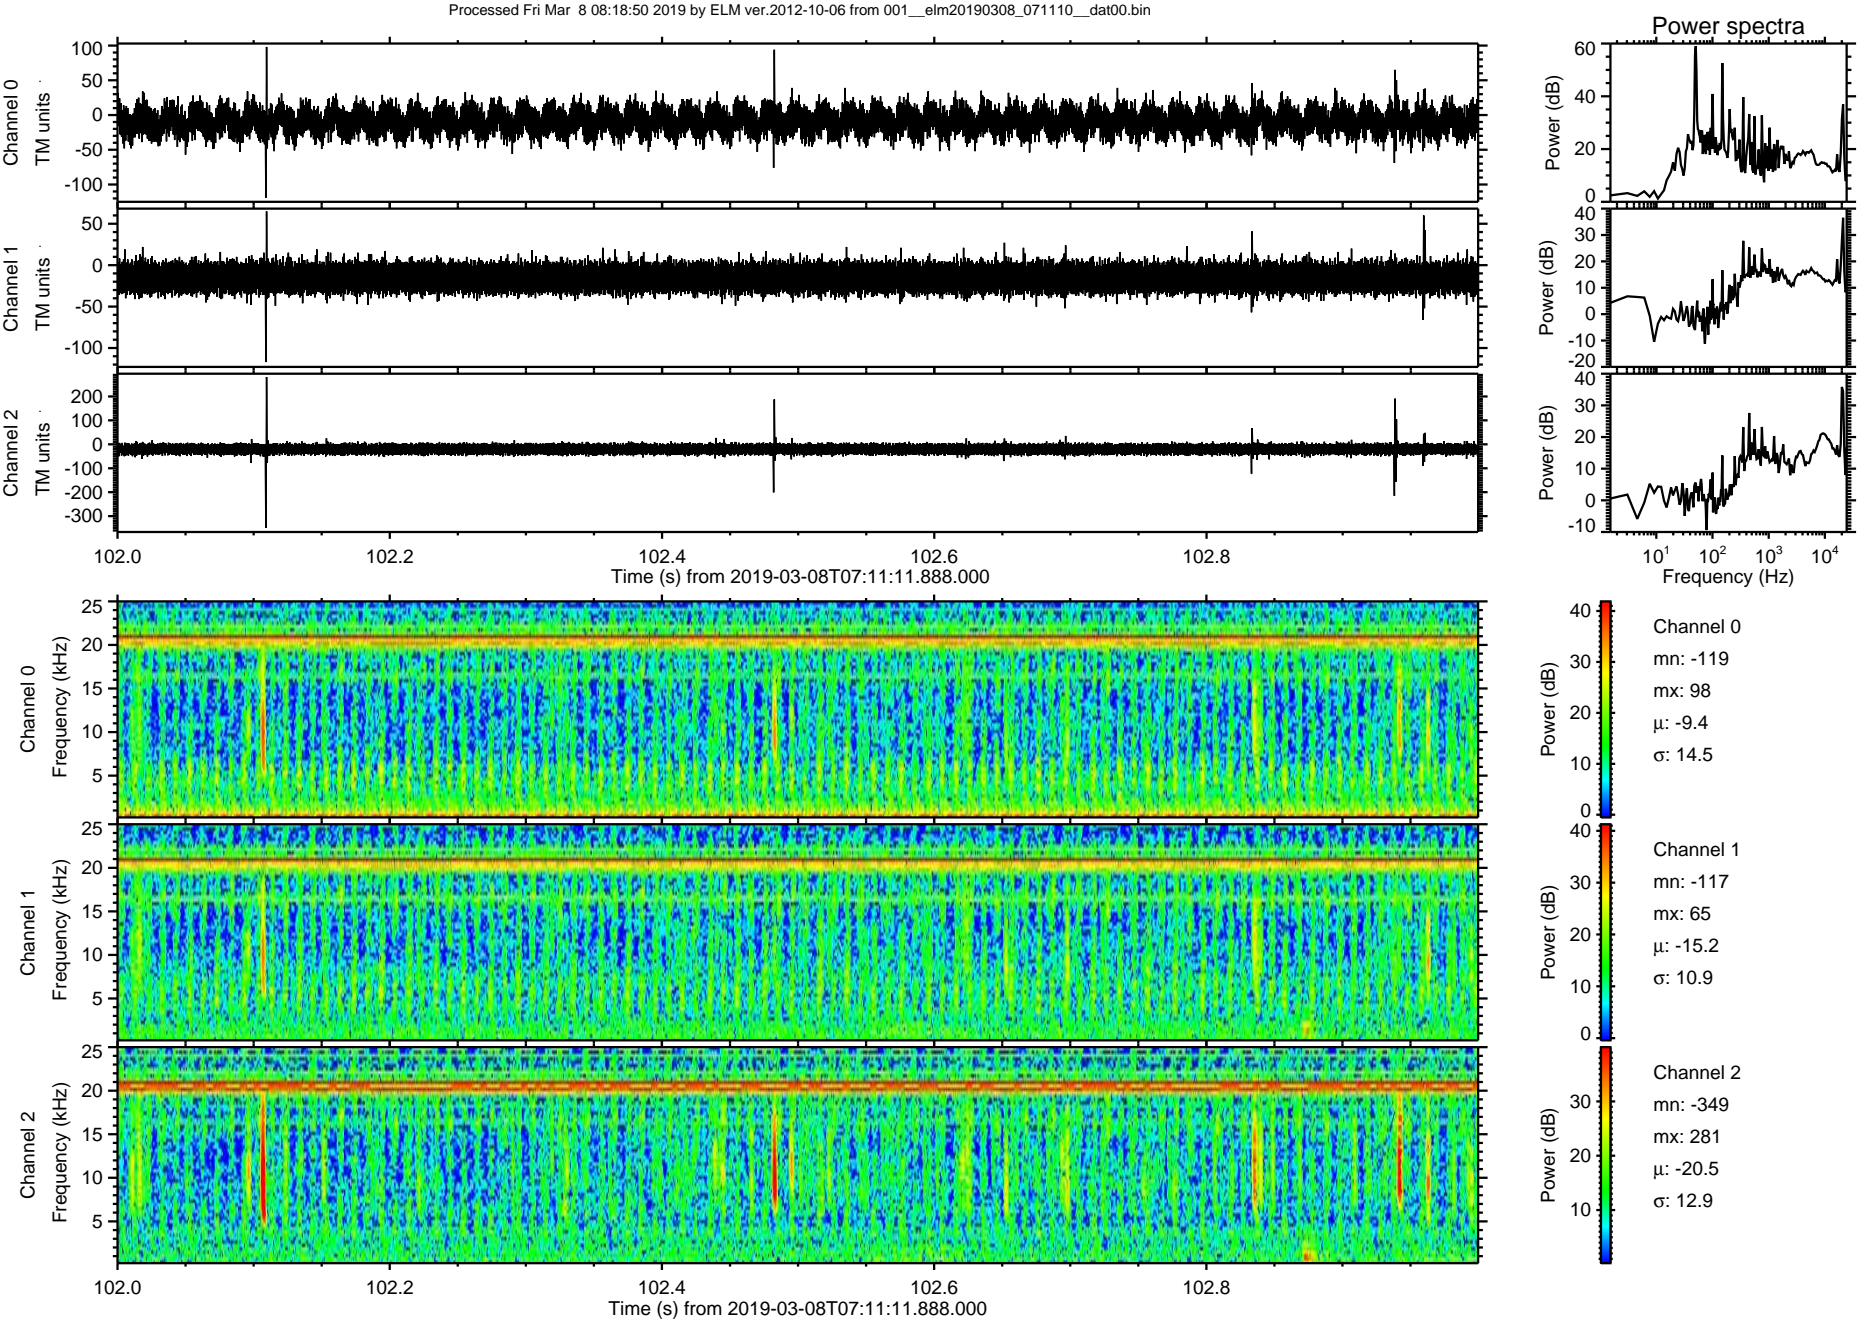 Processed Fri Mar  8 08:18:50 2019 by ELM ver.2012-10-06 from 001__elm20190308_071110__dat00.bin
Power spectra
Channel 0
TM units
100
50
0
-50
-100
Power (dB)
60
40
20
0
Channel 1
TM units
50
0
-50
-100
Power (dB)
40
30
20
10
0
-10
-20
Channel 2
TM units
200
100
0
-100
-200
-300
Power (dB)
40
30
20
10
0
-10
102.0 102.2 102.4 102.6 102.8
Time (s) from 2019-03-08T07:11:11.888.000
10¹ 10² 10³ 10⁴
Frequency (Hz)
Channel 0
Frequency (kHz)
25
20
15
10
5
Power (dB)
40
30
20
10
0
Channel 0
mn: -119
mx: 98
μ: -9.4
σ: 14.5
Channel 1
Frequency (kHz)
25
20
15
10
5
Power (dB)
40
30
20
10
0
Channel 1
mn: -117
mx: 65
μ: -15.2
σ: 10.9
Channel 2
Frequency (kHz)
25
20
15
10
5
Power (dB)
30
20
10
Channel 2
mn: -349
mx: 281
μ: -20.5
σ: 12.9
102.0 102.2 102.4 102.6 102.8
Time (s) from 2019-03-08T07:11:11.888.000